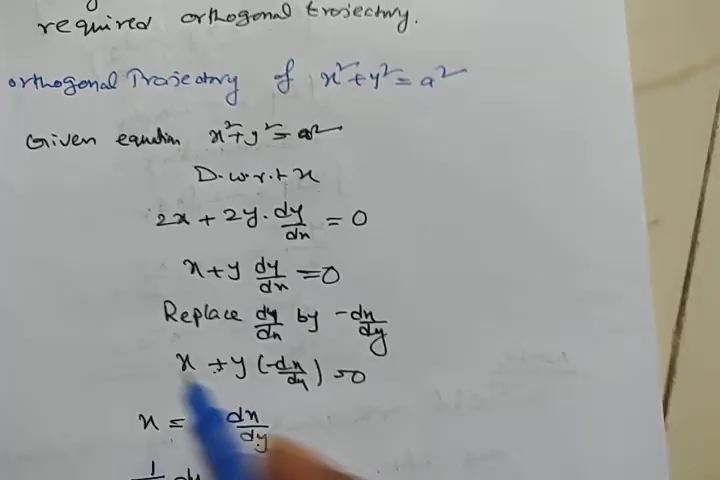 required orthogonal trajectory.
orthogonal Trajectory of x²+y²=a²
Given equation x²+y²=a²
D.w.r.t x
2x + 2y. dy/dx = 0
x+y dy/dx =0
Replace dy/dx by -dx/dy
x + y (-dx/dy) =0
x = dx/dy
1